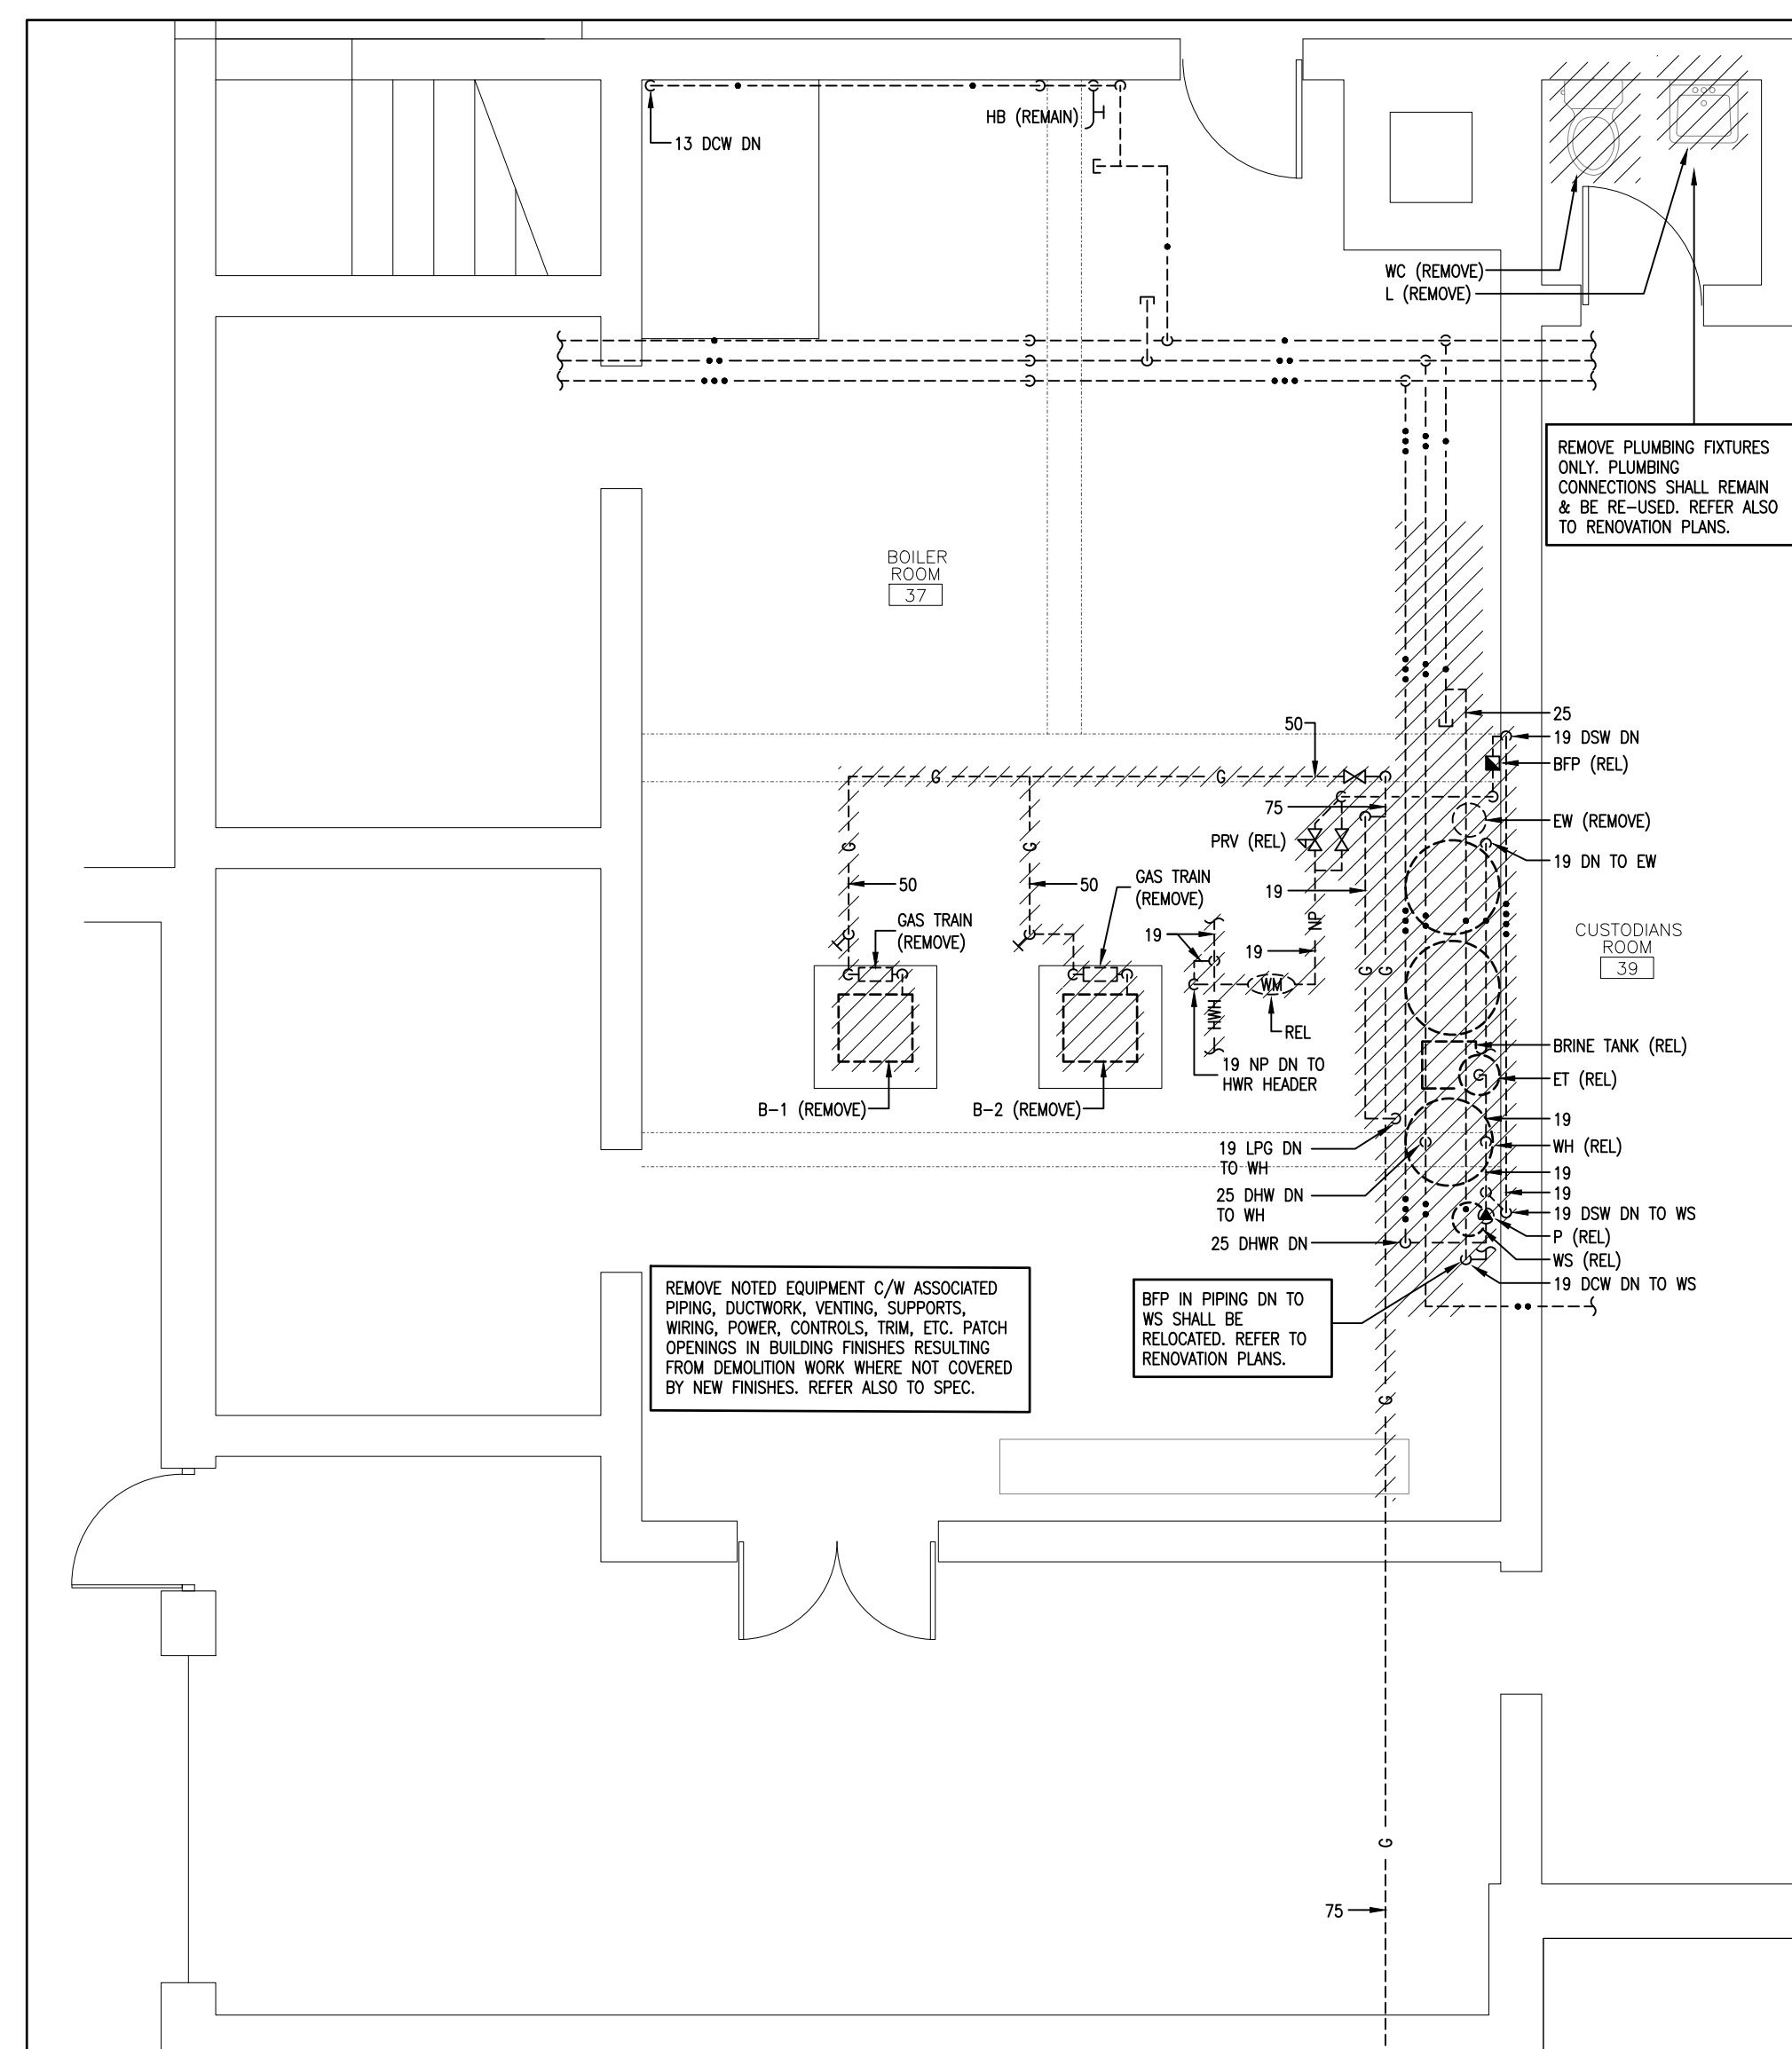 HB (REMAIN)
13 DCW DN
WC (REMOVE)
L (REMOVE)
REMOVE PLUMBING FIXTURES
ONLY. PLUMBING
CONNECTIONS SHALL REMAIN
& BE RE-USED. REFER ALSO
TO RENOVATION PLANS.
BOILER
ROOM
37
50
25
19 DSW DN
BFP (REL)
G
G
75
EW (REMOVE)
PRV (REL)
G
G
19 DN TO EW
50
50
GAS TRAIN
(REMOVE)
19
GAS TRAIN
(REMOVE)
NP
CUSTODIANS
ROOM
39
19
19
G
G
WM
HWH
REL
BRINE TANK (REL)
19 NP DN TO
HWR HEADER
ET (REL)
B-1 (REMOVE)
B-2 (REMOVE)
19
19 LPG DN
TO WH
WH (REL)
19
25 DHW DN
TO WH
19
19 DSW DN TO WS
P (REL)
25 DHWR DN
WS (REL)
19 DCW DN TO WS
REMOVE NOTED EQUIPMENT C/W ASSOCIATED
PIPING, DUCTWORK, VENTING, SUPPORTS,
WIRING, POWER, CONTROLS, TRIM, ETC. PATCH
OPENINGS IN BUILDING FINISHES RESULTING
FROM DEMOLITION WORK WHERE NOT COVERED
BY NEW FINISHES. REFER ALSO TO SPEC.
BFP IN PIPING DN TO
WS SHALL BE
RELOCATED. REFER TO
RENOVATION PLANS.
G
G
75